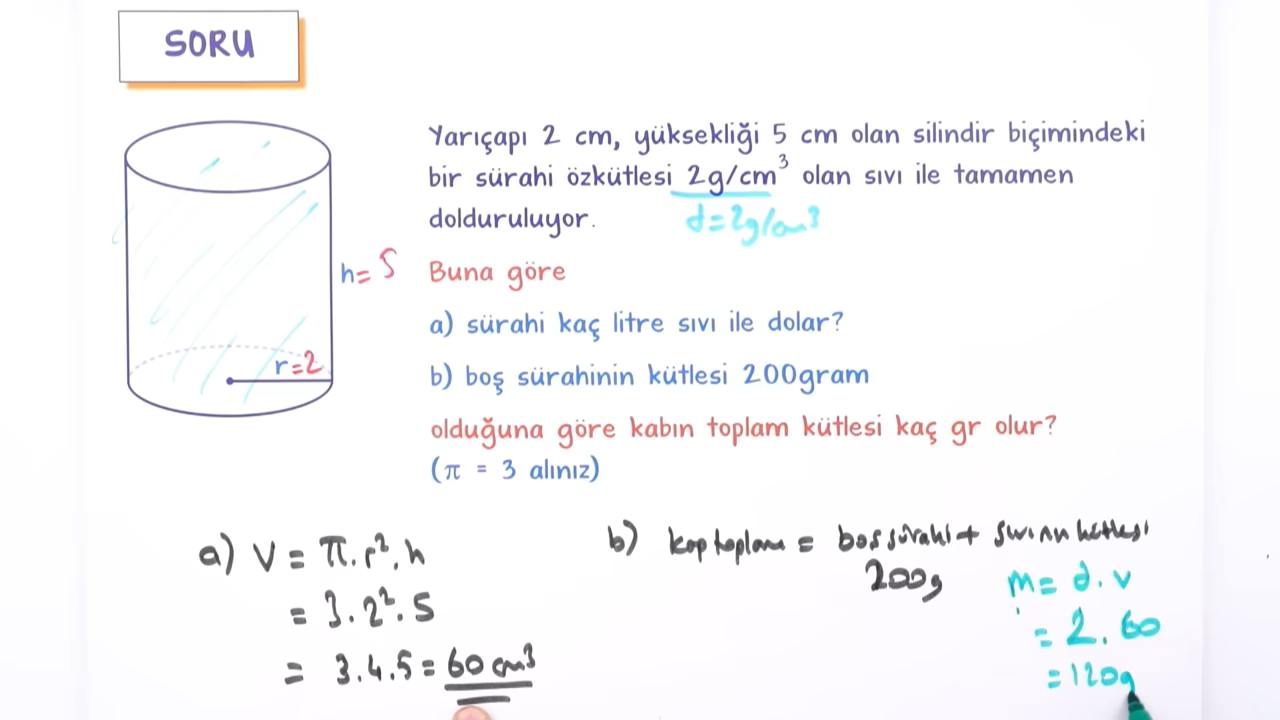 SORU
Yarıçapı 2 cm, yüksekliği 5 cm olan silindir biçimindeki
bir sürahi özkütlesi 2g/cm³ olan sıvı ile tamamen
dolduruluyor.
d=2g/cm³
h=5
r=2
Buna göre
a) sürahi kaç litre sıvı ile dolar?
b) boş sürahinin kütlesi 200gram
olduğuna göre kabın toplam kütlesi kaç gr olur?
(π = 3 alınız)
a) V = π.r².h
= 3.2².5
= 3.4.5 = 60 cm³
b) kap toplam = boş sürahi + sıvının kütlesi
200g
m = d.v
= 2.60
= 120g